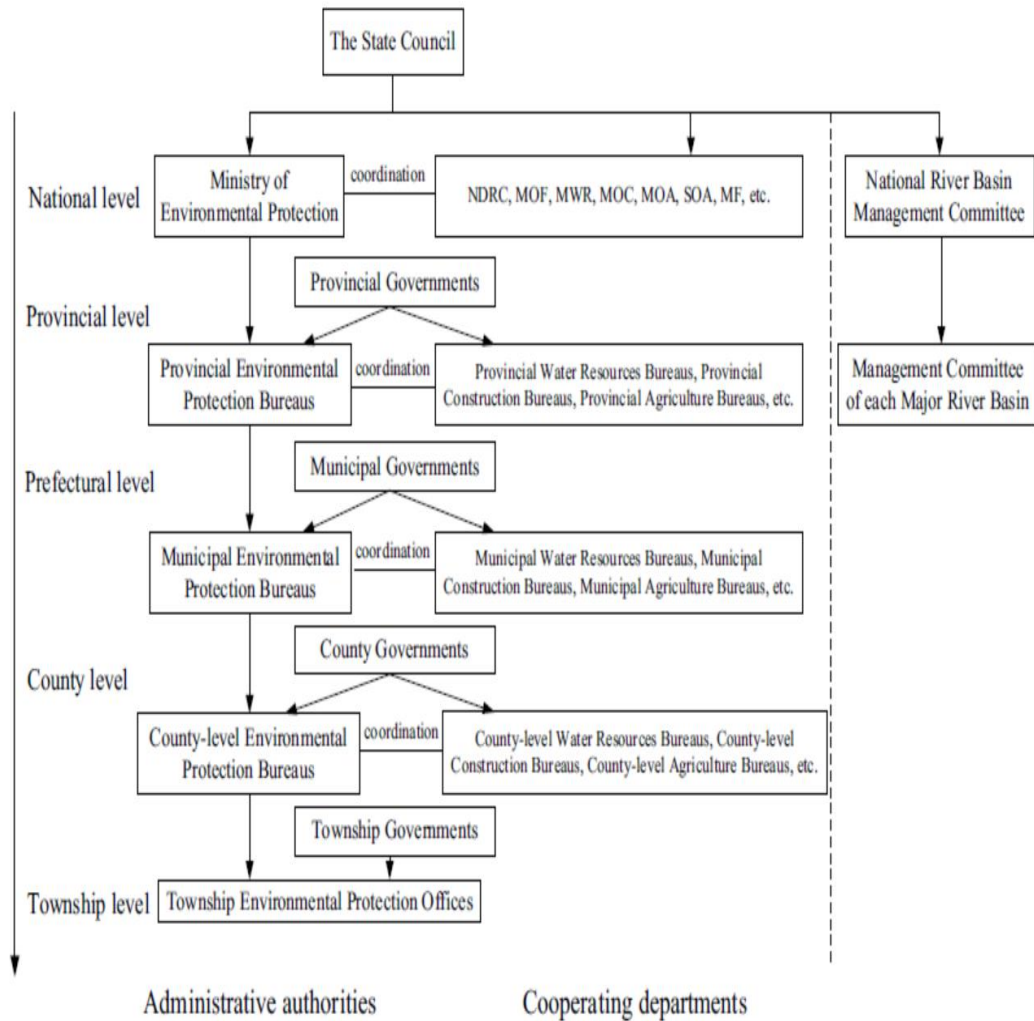 The State Council
National level
Ministry of
Environmental Protection
coordination
NDRC, MOF, MWR, MOC, MOA, SOA, MF, etc.
National River Basin
Management Committee
Provincial level
Provincial Governments
Provincial Environmental
Protection Bureaus
coordination
Provincial Water Resources Bureaus, Provincial
Construction Bureaus, Provincial Agriculture Bureaus, etc.
Management Committee
of each Major River Basin
Prefectural level
Municipal Governments
Municipal Environmental
Protection Bureaus
coordination
Municipal Water Resources Bureaus, Municipal
Construction Bureaus, Municipal Agriculture Bureaus, etc.
County level
County Governments
County-level Environmental
Protection Bureaus
coordination
County-level Water Resources Bureaus, County-level
Construction Bureaus, County-level Agriculture Bureaus, etc.
Township Governments
Township level
Township Environmental Protection Offices
Administrative authorities
Cooperating departments